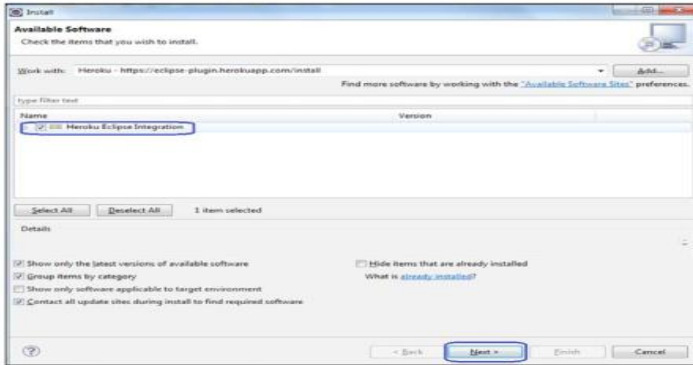 Install
Available Software
Check the items that you wish to install.
Work with: Heroku - https://eclipse-plugin.herokuapp.com/install Add...
Find more software by working with the "Available Software Sites" preferences.
type filter text
Name Version
Heroku Eclipse Integration
Select All Deselect All 1 item selected
Details
Show only the latest versions of available software Hide items that are already installed
Group items by category What is already installed?
Show only software applicable to target environment
Contact all update sites during install to find required software
? < Back Next > Finish Cancel